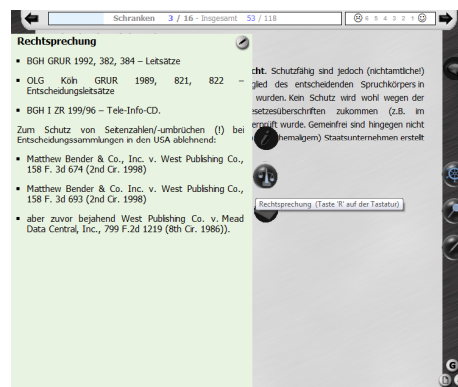 Schranken 3 / 16 - Insgesamt 53 / 118
6 5 4 3 2 1
Rechtsprechung
▪ BGH GRUR 1992, 382, 384 – Leitsätze
▪ OLG Köln GRUR 1989, 821, 822 –
Entscheidungsleitsätze
▪ BGH I ZR 199/96 – Tele-Info-CD.
Zum Schutz von Seitenzahlen/-umbrüchen (!) bei
Entscheidungssammlungen in den USA ablehnend:
▪ Matthew Bender & Co., Inc. v. West Publishing Co.,
158 F. 3d 674 (2nd Cir. 1998)
▪ Matthew Bender & Co. Inc. v. West Publishing Co.,
158 F. 3d 693 (2nd Cir. 1998)
▪ aber zuvor bejahend West Publishing Co. v. Mead
Data Central, Inc., 799 F.2d 1219 (8th Cir. 1986)).
cht. Schutzfähig sind jedoch (nichtamtliche!)
glied des entscheidenden Spruchkörpers in
wurden. Kein Schutz wird wohl wegen der
esetzesüberschriften zukommen (z.B. im
erprüft wurde. Gemeinfrei sind hingegen nicht
hemaligem) Staatsunternehmen erstellt
Rechtsprechung (Taste 'R' auf der Tastatur)
G